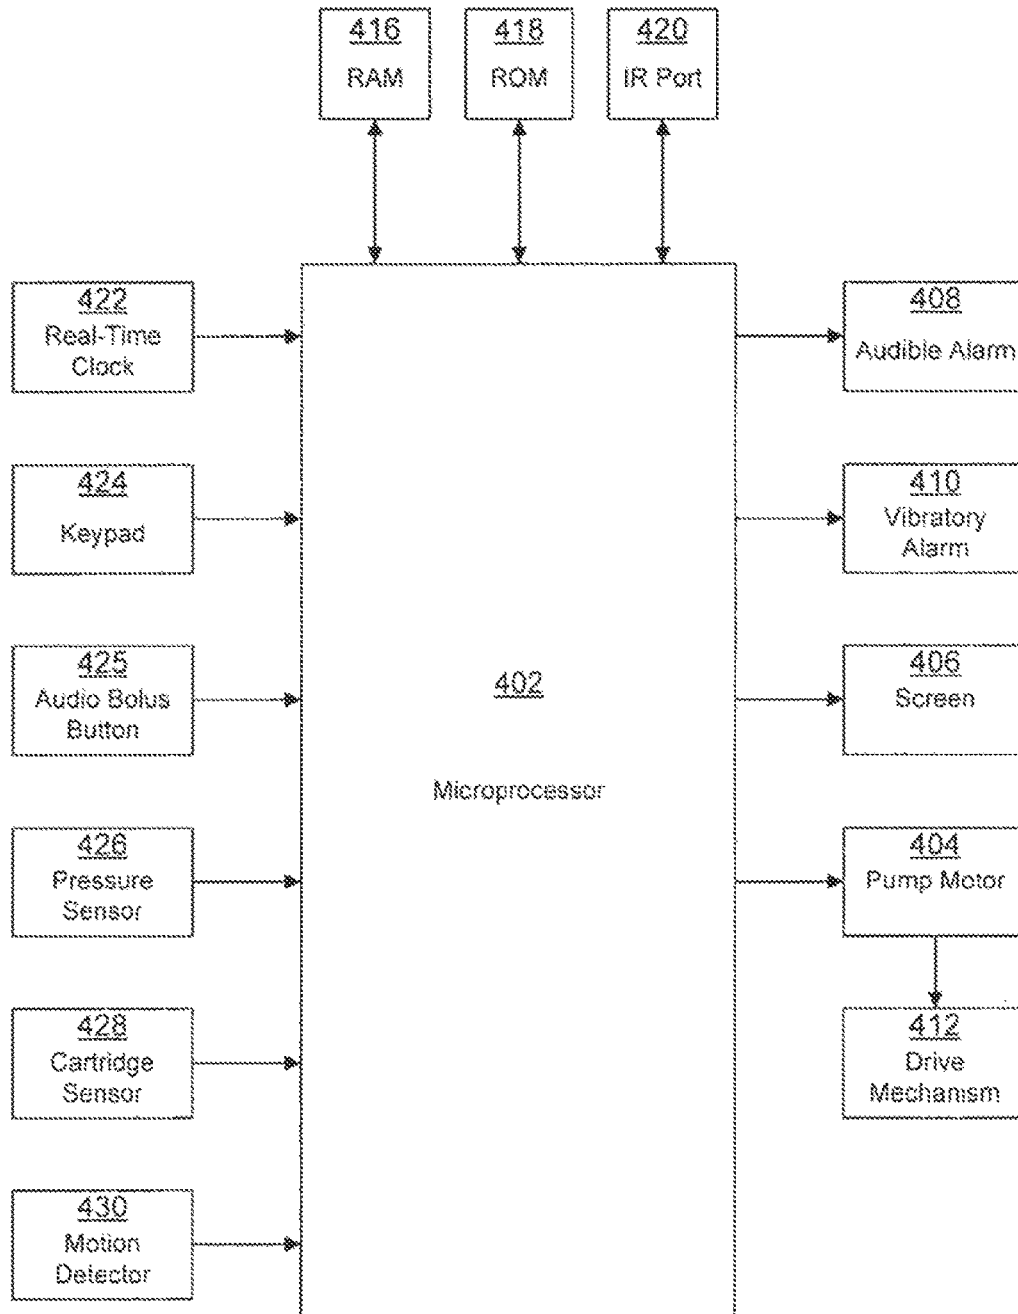 416
RAM
418
ROM
420
IR Port
422
Real-Time
Clock
424
Keypad
425
Audio Bolus
Button
426
Pressure
Sensor
428
Cartridge
Sensor
430
Motion
Detector
402
Microprocessor
408
Audible Alarm
410
Vibratory
Alarm
406
Screen
404
Pump Motor
412
Drive
Mechanism